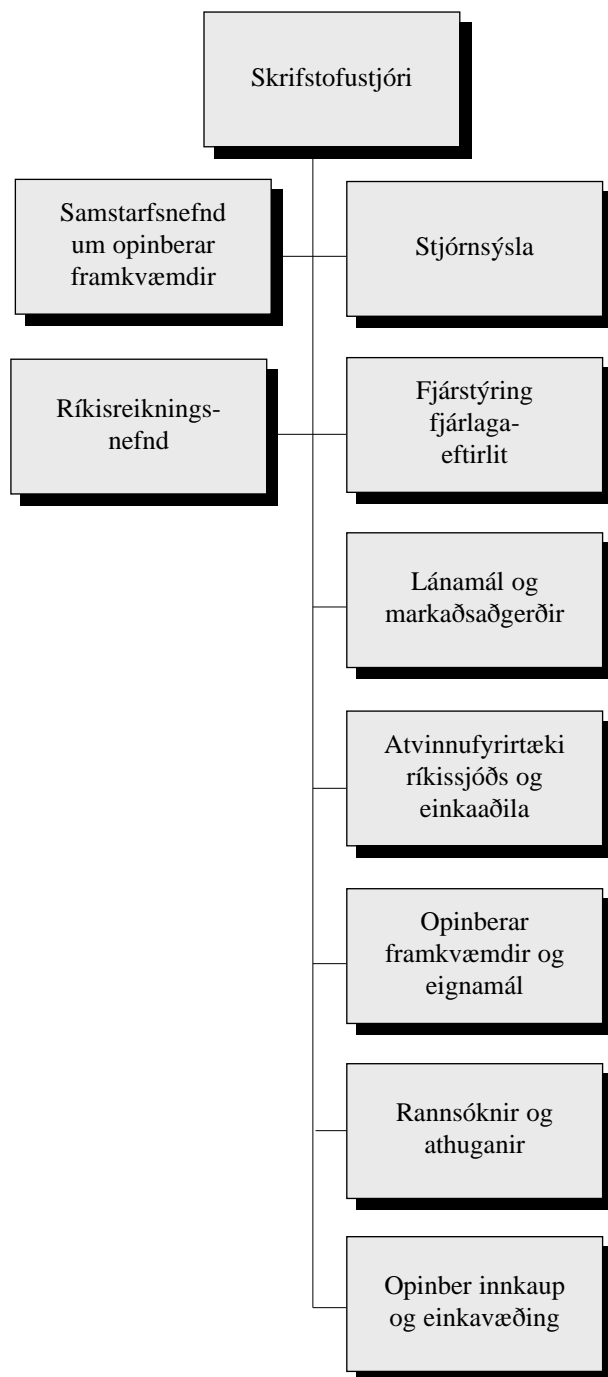 Skrifstofustjóri
Samstarfsnefnd
um opinberar
framkvæmdir
Stjórnsýsla
Ríkisreiknings-
nefnd
Fjárstýring
fjárlaga-
eftirlit
Lánamál og
markaðsaðgerðir
Atvinnufyrirtæki
ríkissjóðs og
einkaaðila
Opinberar
framkvæmdir og
eignamál
Rannsóknir og
athuganir
Opinber innkaup
og einkavæðing